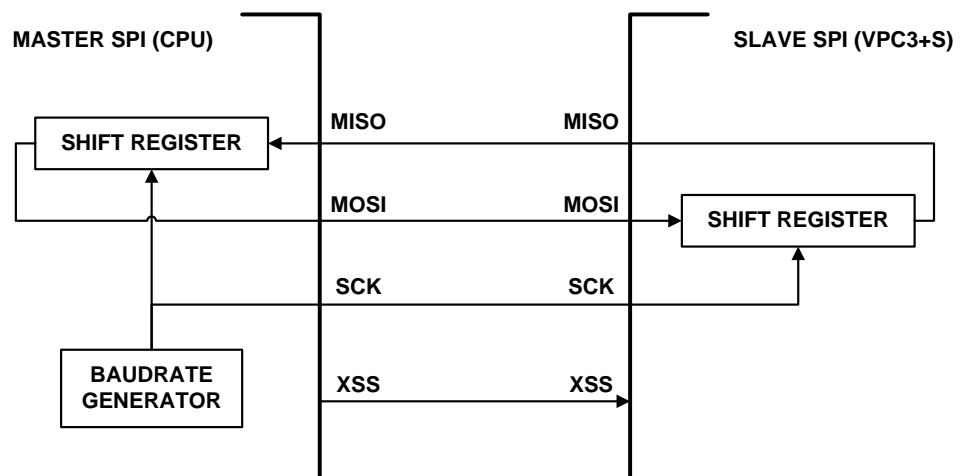 MASTER SPI (CPU)
SLAVE SPI (VPC3+S)
MISO
MISO
SHIFT REGISTER
MOSI
MOSI
SHIFT REGISTER
SCK
SCK
BAUDRATE
GENERATOR
XSS
XSS